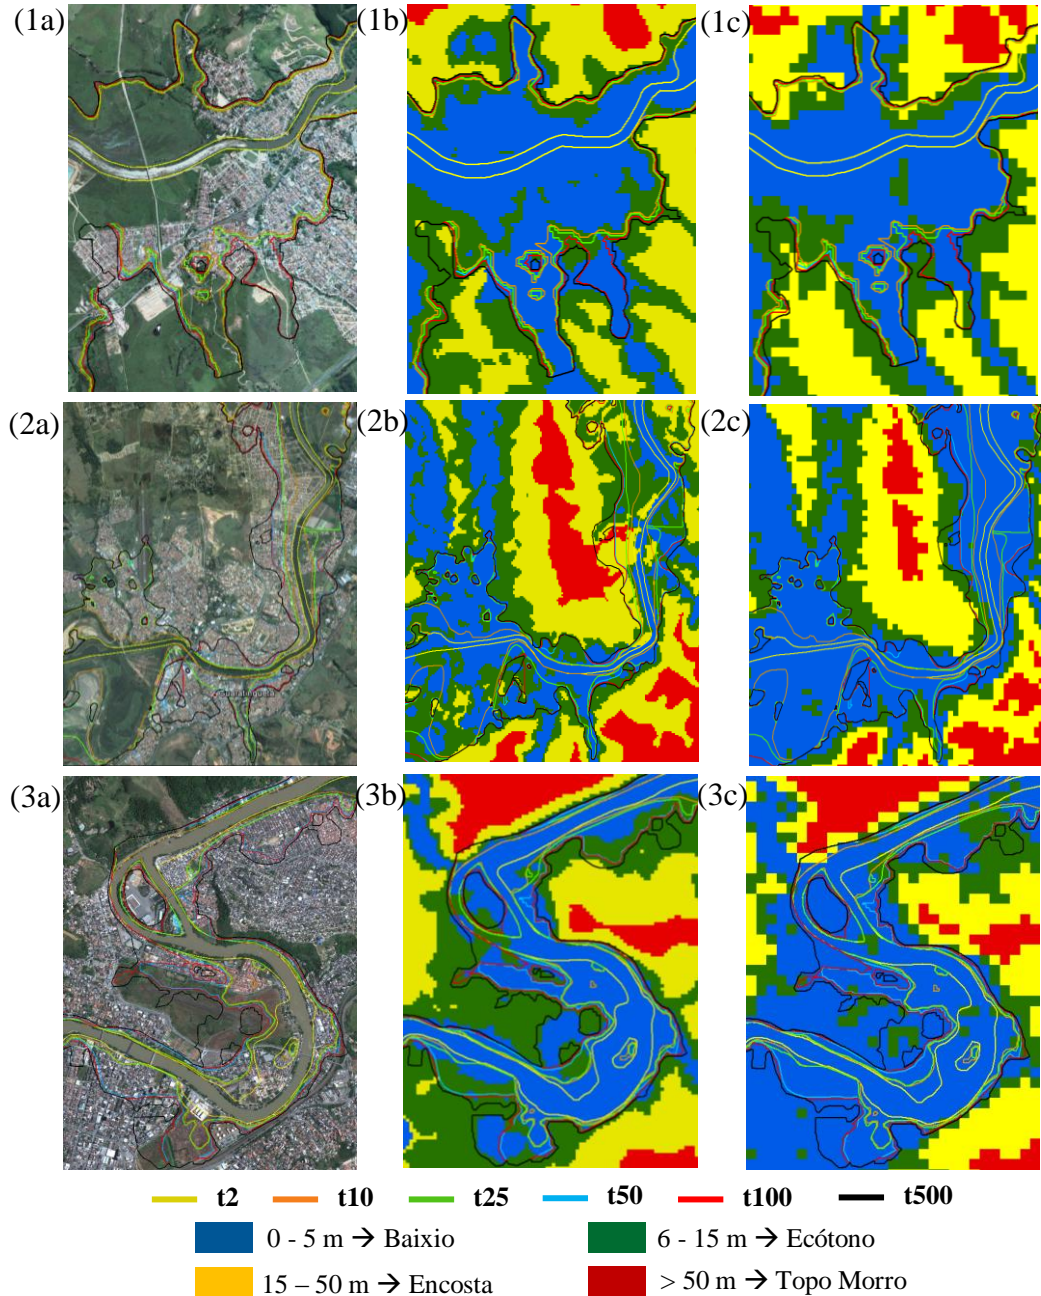 (1a) (1b) (1c)
(2a) (2b) (2c)
(3a) (3b) (3c)
t2 t10 t25 t50 t100 t500
0 - 5 m → Baixio 6 - 15 m → Ecótono
15 – 50 m → Encosta > 50 m → Topo Morro